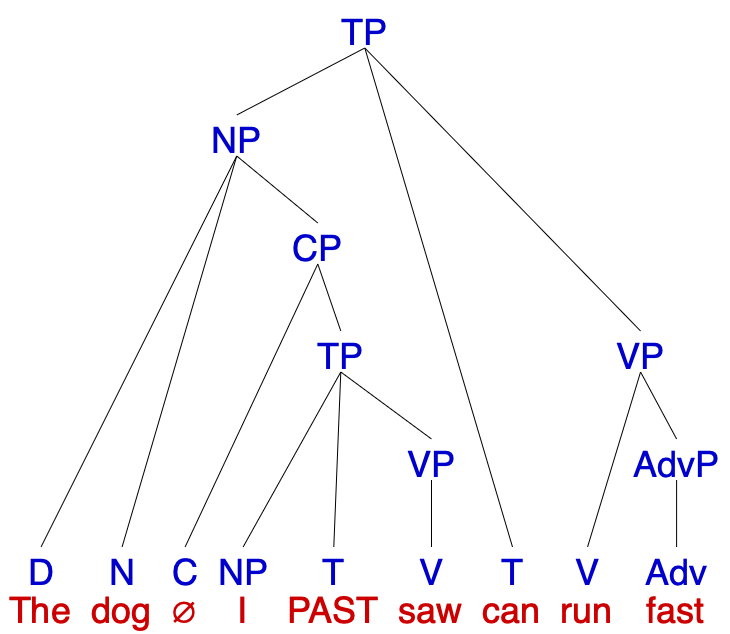 TP
NP
CP
TP VP
VP AdvP
D N C NP T V T V Adv
The dog ∅ I PAST saw can run fast